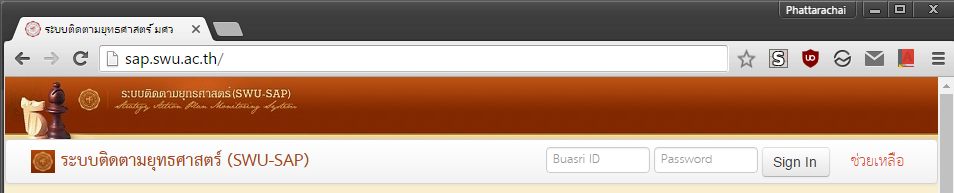 Phattarachai
ระบบติดตามยุทธศาสตร์ มศว
sap.swu.ac.th/
ระบบติดตามยุทธศาสตร์(SWU-SAP)
Strategy Action Plan Monitoring System
ระบบติดตามยุทธศาสตร์ (SWU-SAP) Buasri ID Password Sign In ช่วยเหลือ